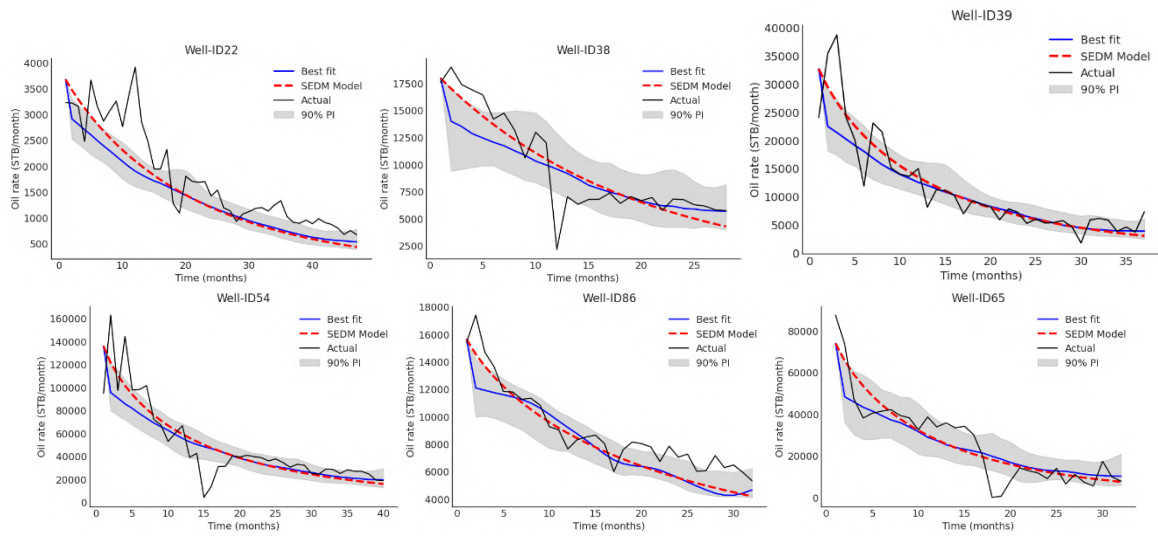 Well-ID22
Oil rate (STB/month)
4000
3500
3000
2500
2000
1500
1000
500
0
10
20
30
40
Time (months)
Best fit
SEDM Model
Actual
90% PI
Well-ID38
Oil rate (STB/month)
17500
15000
12500
10000
7500
5000
2500
0
5
10
15
20
25
Time (months)
Best fit
SEDM Model
Actual
90% PI
Well-ID39
Oil rate (STB/month)
40000
35000
30000
25000
20000
15000
10000
5000
0
0
5
10
15
20
25
30
35
Time (months)
Best fit
SEDM Model
Actual
90% PI
Well-ID54
Oil rate (STB/month)
160000
140000
120000
100000
80000
60000
40000
20000
0
0
5
10
15
20
25
30
35
40
Time (months)
Best fit
SEDM Model
Actual
90% PI
Well-ID86
Oil rate (STB/month)
18000
16000
14000
12000
10000
8000
6000
4000
0
5
10
15
20
25
30
Time (months)
Best fit
SEDM Model
Actual
90% PI
Well-ID65
Oil rate (STB/month)
80000
60000
40000
20000
0
0
5
10
15
20
25
30
Time (months)
Best fit
SEDM Model
Actual
90% PI